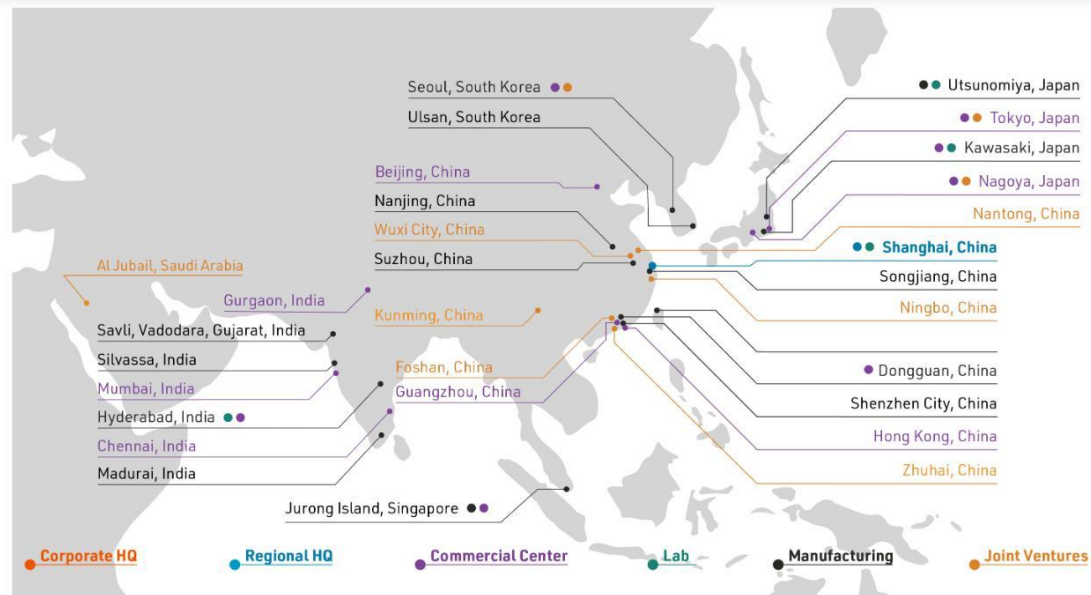 Seoul, South Korea
Ulsan, South Korea
Beijing, China
Nanjing, China
Wuxi City, China
Suzhou, China
Al Jubail, Saudi Arabia
Gurgaon, India
Kunming, China
Savli, Vadodara, Gujarat, India
Silvassa, India
Mumbai, India
Hyderabad, India
Chennai, India
Madurai, India
Foshan, China
Guangzhou, China
Jurong Island, Singapore
Utsunomiya, Japan
Tokyo, Japan
Kawasaki, Japan
Nagoya, Japan
Nantong, China
Shanghai, China
Songjiang, China
Ningbo, China
Dongguan, China
Shenzhen City, China
Hong Kong, China
Zhuhai, China
Corporate HQ
Regional HQ
Commercial Center
Lab
Manufacturing
Joint Ventures